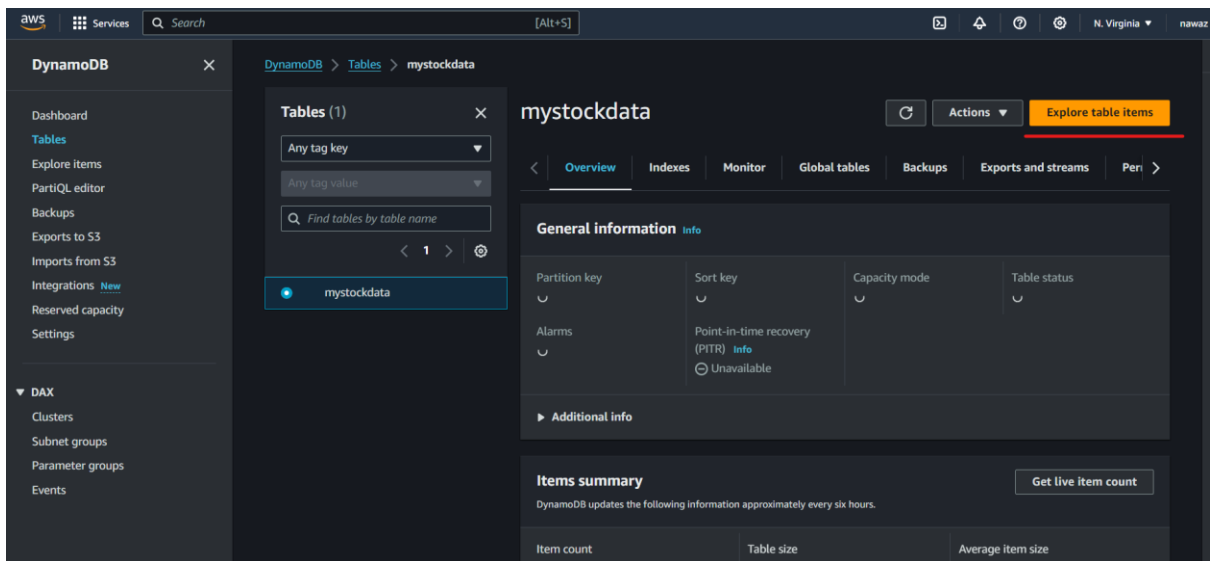 aws Services Search [Alt+S] N. Virginia nawaz
DynamoDB
Dashboard
Tables
Explore items
PartiQL editor
Backups
Exports to S3
Imports from S3
Integrations New
Reserved capacity
Settings
DAX
Clusters
Subnet groups
Parameter groups
Events
DynamoDB > Tables > mystockdata
Tables (1)
Any tag key
Any tag value
Find tables by table name
< 1 >
mystockdata
mystockdata
Actions Explore table items
Overview Indexes Monitor Global tables Backups Exports and streams
General information Info
Partition key Sort key Capacity mode Table status
Alarms Point-in-time recovery
(PITR) Info
Unavailable
Additional info
Items summary Get live item count
DynamoDB updates the following information approximately every six hours.
Item count Table size Average item size